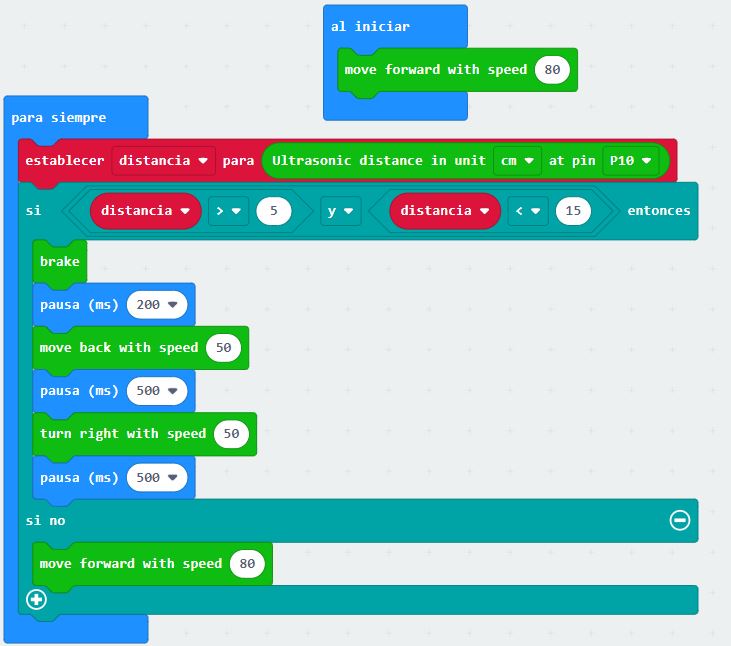 al iniciar
move forward with speed 80
para siempre
establecer distancia para Ultrasonic distance in unit cm at pin P10
si distancia > 5 y distancia < 15 entonces
brake
pausa (ms) 200
move back with speed 50
pausa (ms) 500
turn right with speed 50
pausa (ms) 500
si no
move forward with speed 80